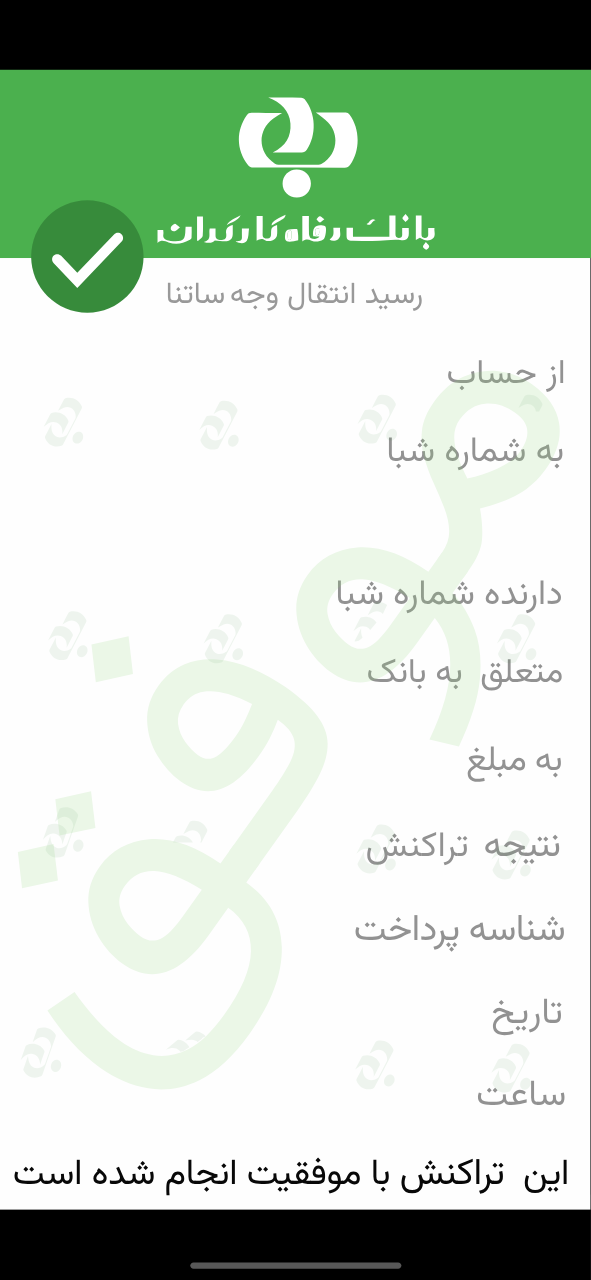 بانک رفاه کارگران
رسید انتقال وجه ساتنا
از حساب
به شماره شبا
دارنده شماره شبا
متعلق به بانک
به مبلغ
نتیجه تراکنش
شناسه پرداخت
تاریخ
ساعت
این تراکنش با موفقیت انجام شده است
موفق